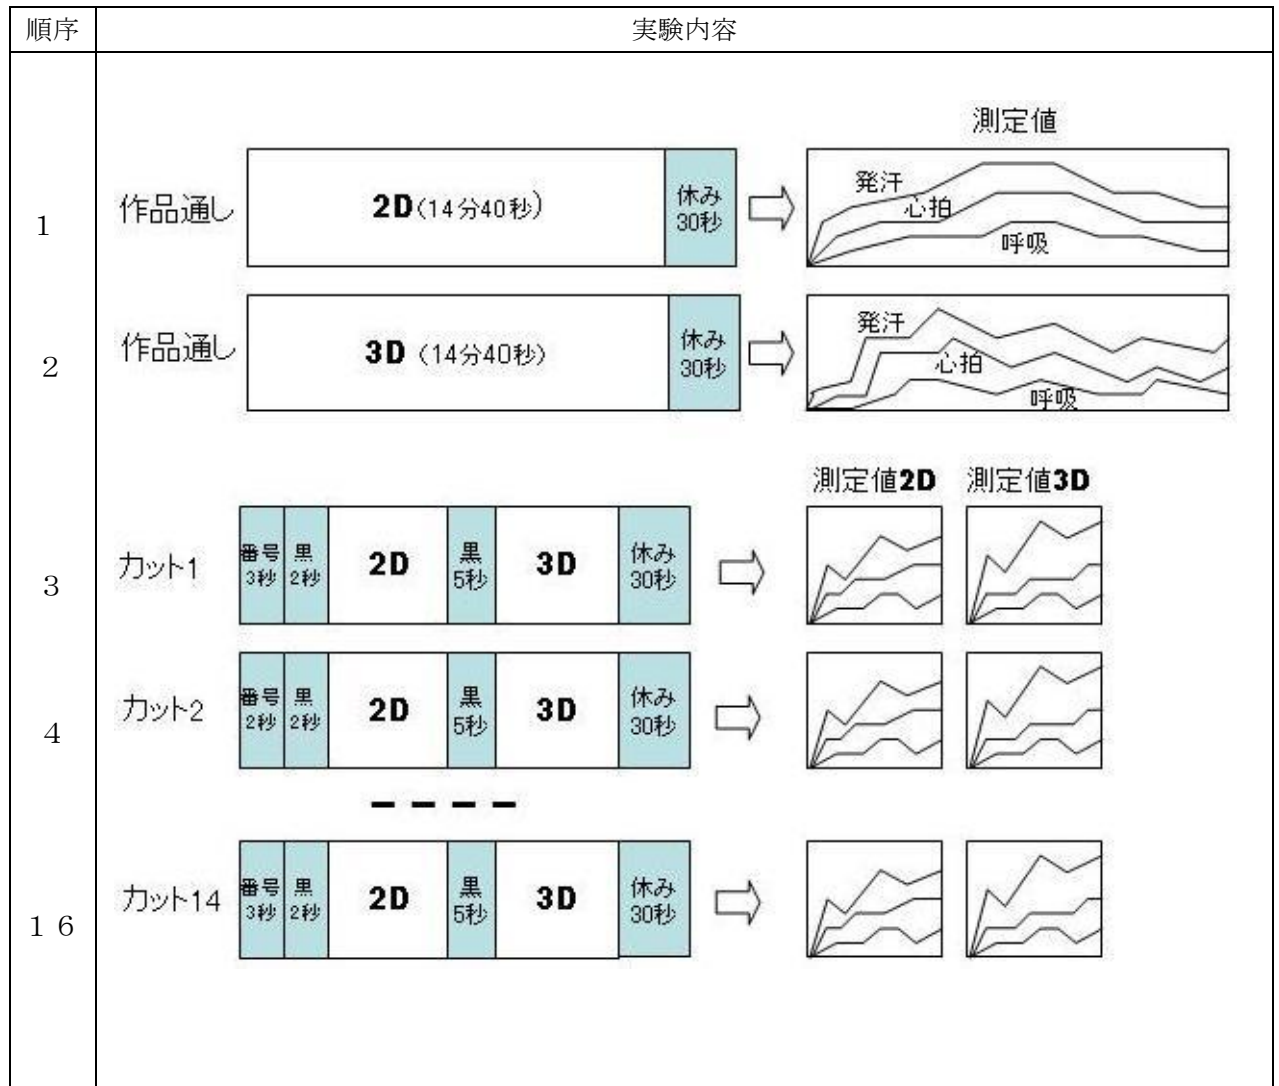 順序
実験内容
測定値
1
作品通し
2D(14分40秒)
休み
30秒
発汗
心拍
呼吸
2
作品通し
3D (14分40秒)
休み
30秒
発汗
心拍
呼吸
測定値2D
測定値3D
3
カット1
番号
3秒
黒
2秒
2D
黒
5秒
3D
休み
30秒
4
カット2
番号
2秒
黒
2秒
2D
黒
5秒
3D
休み
30秒
16
カット14
番号
3秒
黒
2秒
2D
黒
5秒
3D
休み
30秒